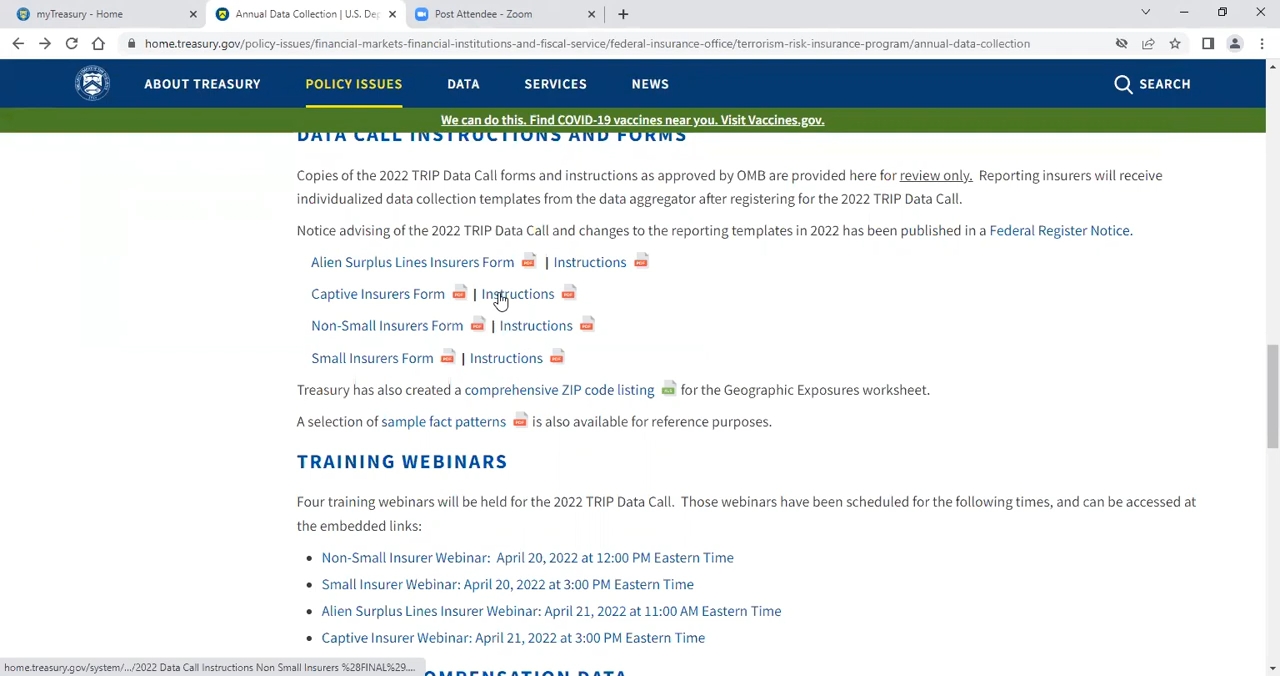 myTreasury - Home
Annual Data Collection | U.S. De
Post Attendee - Zoom
home.treasury.gov/policy-issues/financial-markets-financial-institutions-and-fiscal-service/federal-insurance-office/terrorism-risk-insurance-program/annual-data-collection
ABOUT TREASURY POLICY ISSUES DATA SERVICES NEWS SEARCH
We can do this. Find COVID-19 vaccines near you. Visit Vaccines.gov.
DATA CALL INSTRUCTIONS AND FORMS
Copies of the 2022 TRIP Data Call forms and instructions as approved by OMB are provided here for review only. Reporting insurers will receive
individualized data collection templates from the data aggregator after registering for the 2022 TRIP Data Call.
Notice advising of the 2022 TRIP Data Call and changes to the reporting templates in 2022 has been published in a Federal Register Notice.
Alien Surplus Lines Insurers Form | Instructions
Captive Insurers Form | Instructions
Non-Small Insurers Form | Instructions
Small Insurers Form | Instructions
Treasury has also created a comprehensive ZIP code listing for the Geographic Exposures worksheet.
A selection of sample fact patterns is also available for reference purposes.
TRAINING WEBINARS
Four training webinars will be held for the 2022 TRIP Data Call. Those webinars have been scheduled for the following times, and can be accessed at
the embedded links:
Non-Small Insurer Webinar: April 20, 2022 at 12:00 PM Eastern Time
Small Insurer Webinar: April 20, 2022 at 3:00 PM Eastern Time
Alien Surplus Lines Insurer Webinar: April 21, 2022 at 11:00 AM Eastern Time
Captive Insurer Webinar: April 21, 2022 at 3:00 PM Eastern Time
home.treasury.gov/system/.../2022 Data Call Instructions Non Small Insurers %28FINAL%29....
OMPENSATION DATA